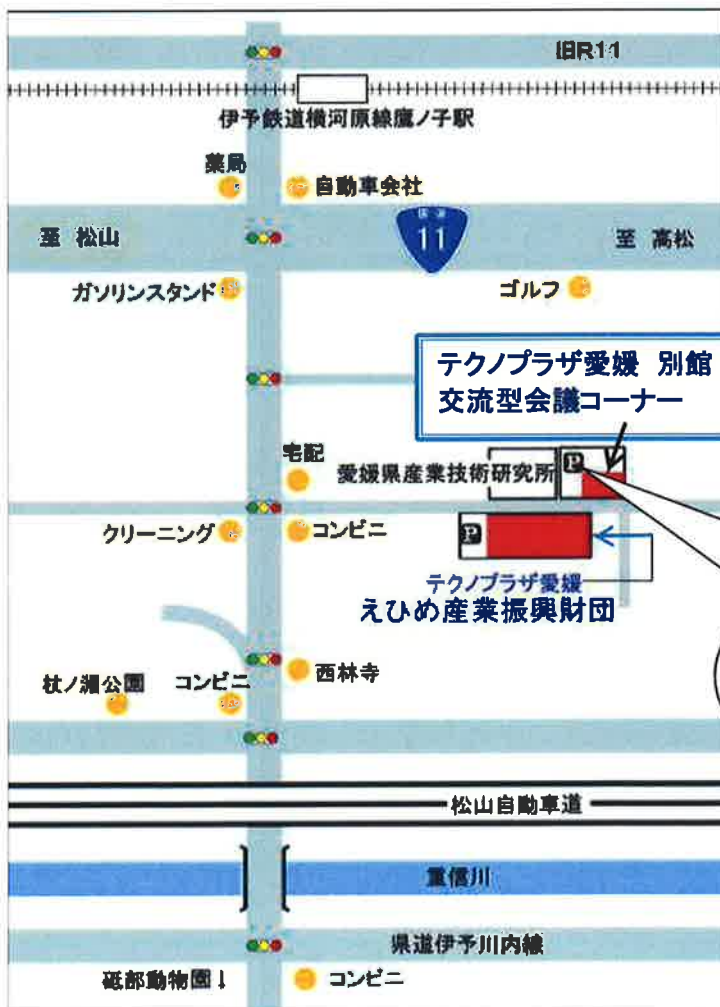 旧R11
伊予鉄道横河原線鷹ノ子駅
薬局
自動車会社
至 松山
国道
11
至 高松
ガソリンスタンド
ゴルフ
テクノプラザ愛媛 別館
交流型会議コーナー
宅配
愛媛県産業技術研究所
P
クリーニング
コンビニ
P
テクノプラザ愛媛
えひめ産業振興財団
杖ノ淵公園
コンビニ
西林寺
松山自動車道
重信川
県道伊予川内線
砥部動物園↓
コンビニ